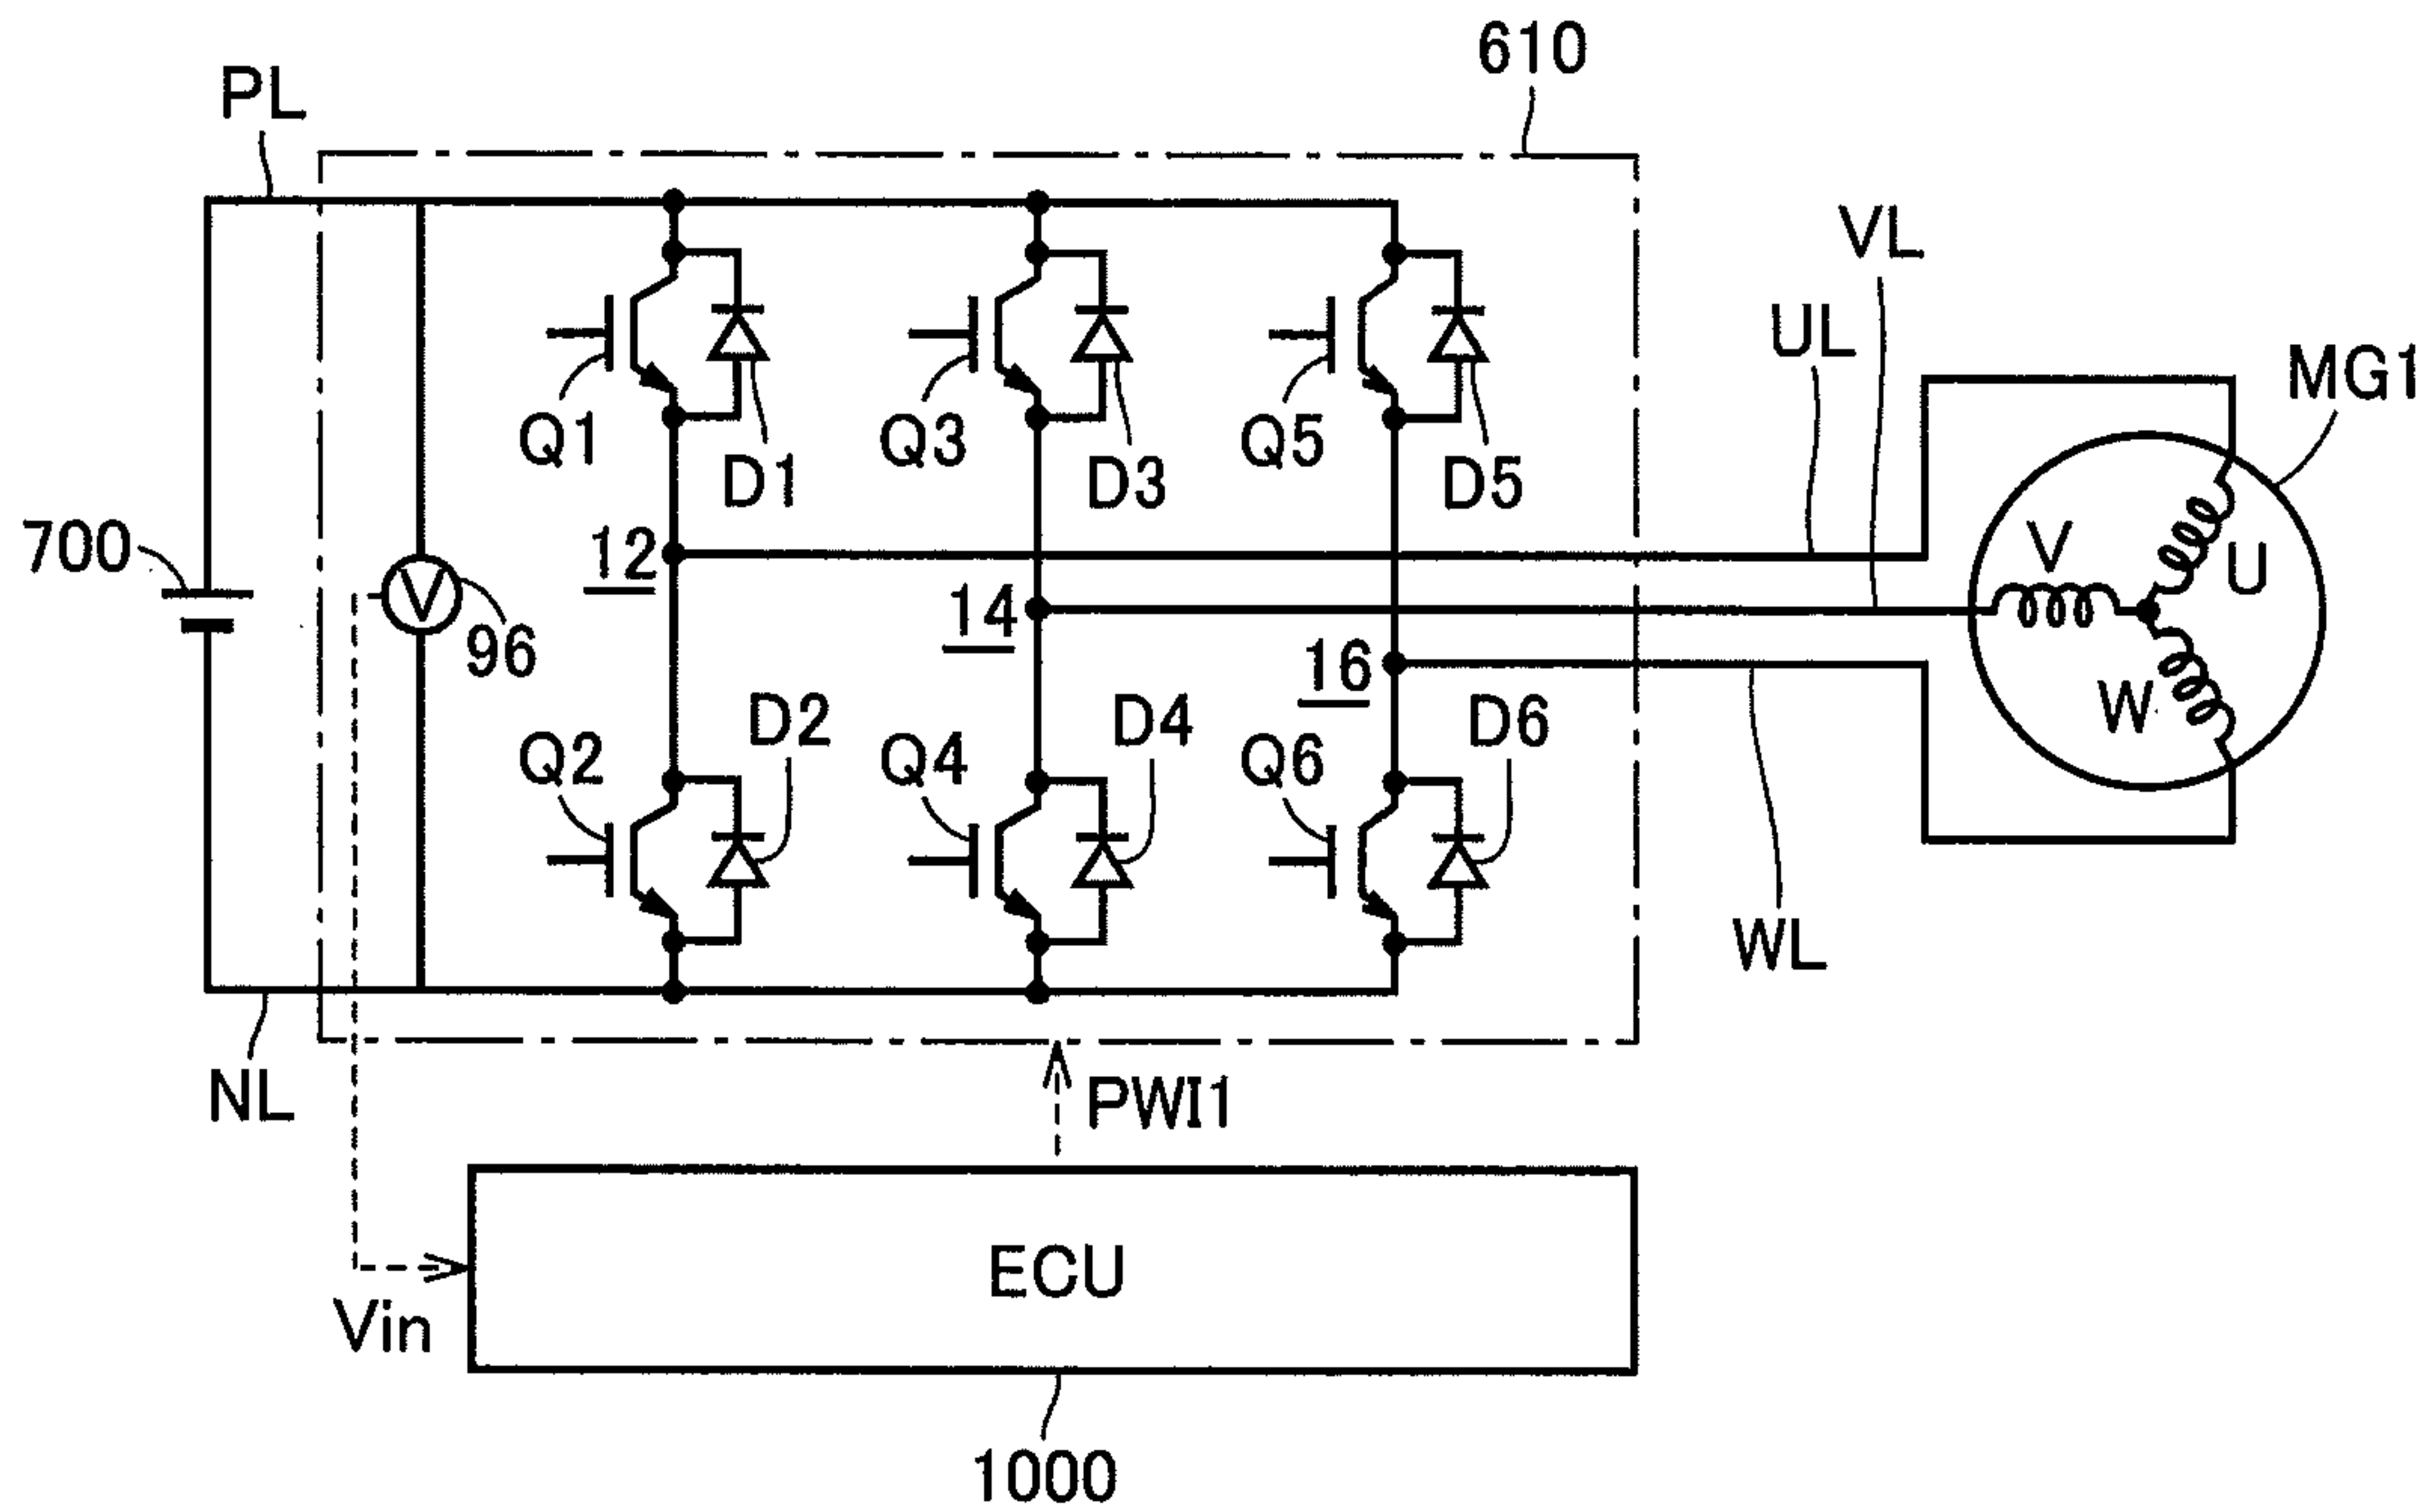 610
PL
VL
UL
MG1
Q1
Q3
Q5
D1
D3
D5
700
12
V
U
V
14
96
16
W
D2
D4
D6
Q2
Q4
Q6
WL
NL
PWI1
ECU
Vin
1000